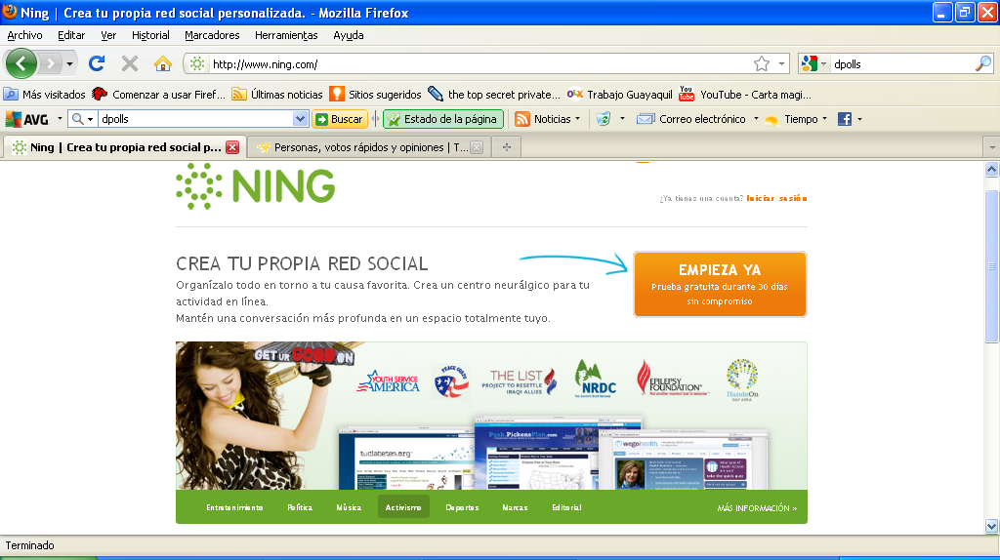 Ning | Crea tu propia red social personalizada. - Mozilla Firefox
Archivo Editar Ver Historial Marcadores Herramientas Ayuda
http://www.ning.com/ dpolls
Más visitados Comenzar a usar Firef... Últimas noticias Sitios sugeridos the top secret private... OLX Trabajo Guayaquil You Tube YouTube - Carta magi...
AVG dpolls Buscar Estado de la página Noticias Correo electrónico Tiempo
Ning | Crea tu propia red social p... Personas, votos rápidos y opiniones | T...
NING
¿Ya tienes una cuenta? Iniciar sesión
CREA TU PROPIA RED SOCIAL
Organízalo todo en torno a tu causa favorita. Crea un centro neurálgico para tu
actividad en línea.
Mantén una conversación más profunda en un espacio totalmente tuyo.
EMPIEZA YA
Prueba gratuita durante 30 días
sin compromiso
GET UR GOOD ON
YOUTH SERVICE
AMERICA
PEACE CORPS
THE LIST
PROJECT TO RESETTLE
IRAQI ALLIES
NRDC
EPILEPSY
FOUNDATION
HandsOn
BAY AREA
tudiabetes.org
Push.PickensPlan.com
wegohealth
Entretenimiento Política Música Activismo Deportes Marcas Editorial MÁS INFORMACIÓN »
Terminado